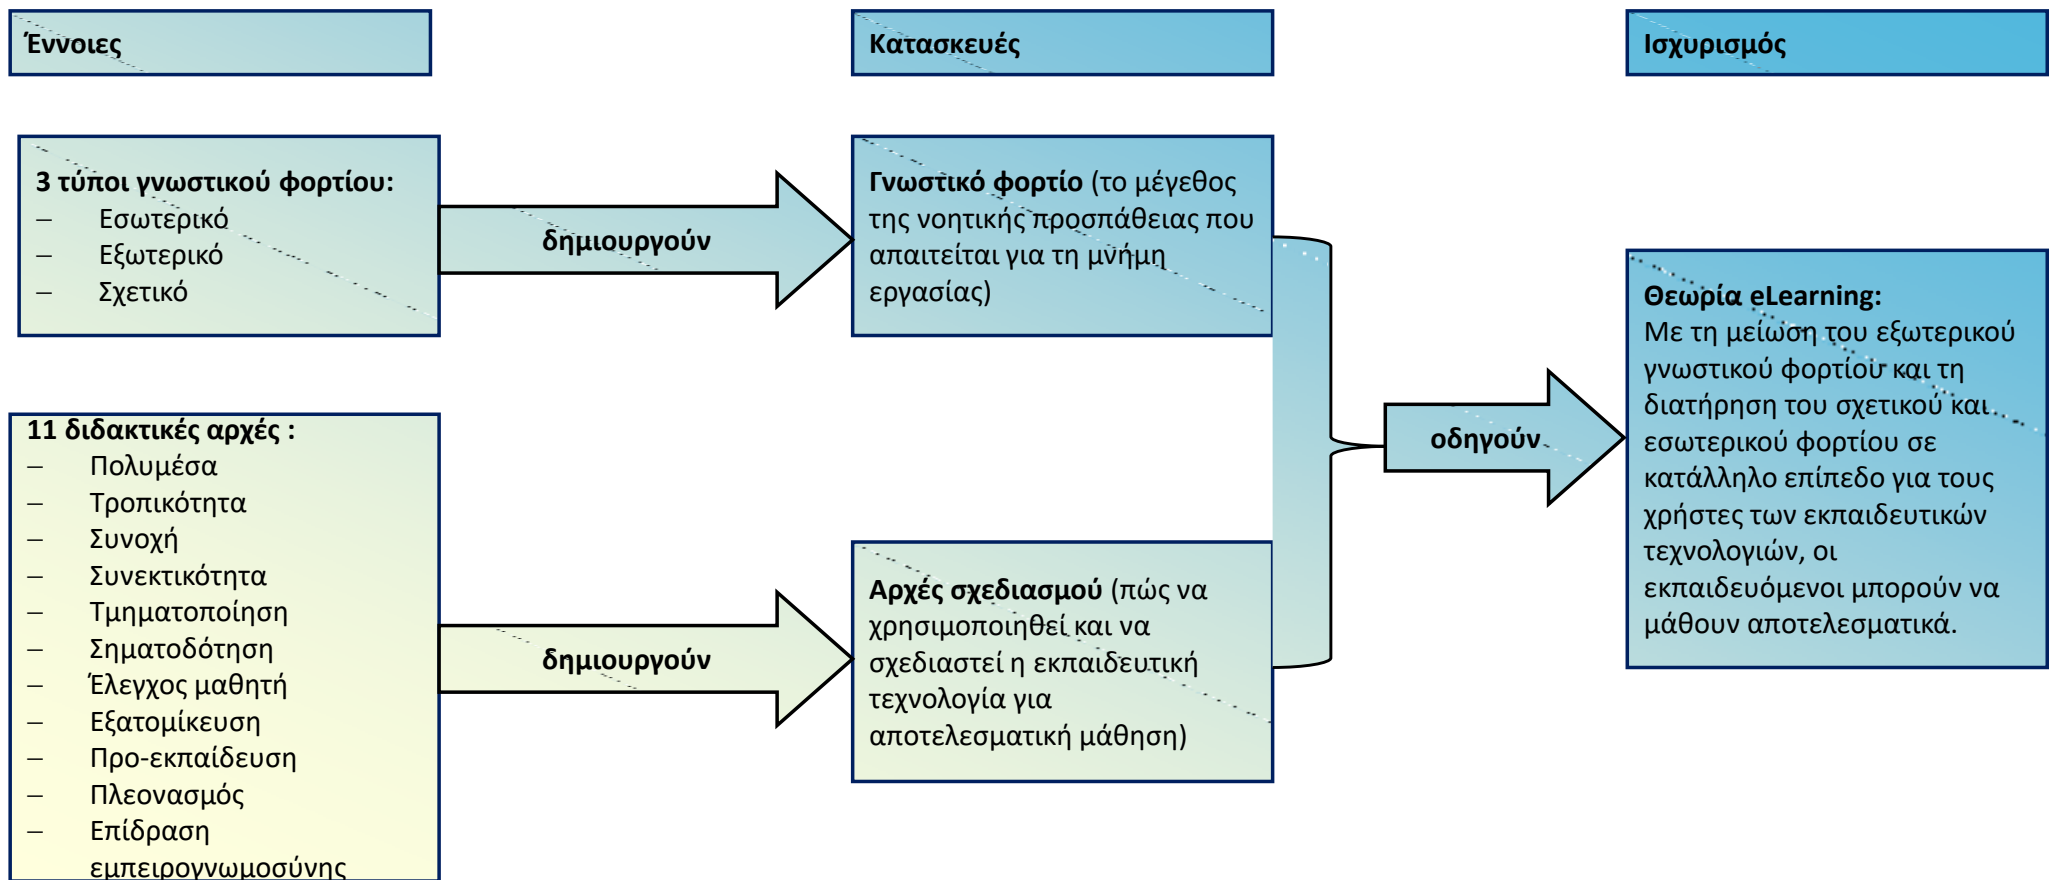 Έννοιες
Κατασκευές
Ισχυρισμός
3 τύποι γνωστικού φορτίου:
– Εσωτερικό
– Εξωτερικό
– Σχετικό
δημιουργούν
Γνωστικό φορτίο (το μέγεθος
της νοητικής προσπάθειας που
απαιτείται για τη μνήμη
εργασίας)
11 διδακτικές αρχές :
– Πολυμέσα
– Τροπικότητα
– Συνοχή
– Συνεκτικότητα
– Τμηματοποίηση
– Σηματοδότηση
– Έλεγχος μαθητή
– Εξατομίκευση
– Προ-εκπαίδευση
– Πλεονασμός
– Επίδραση
εμπειρογνωμοσύνης
δημιουργούν
Αρχές σχεδιασμού (πώς να
χρησιμοποιηθεί και να
σχεδιαστεί η εκπαιδευτική
τεχνολογία για
αποτελεσματική μάθηση)
οδηγούν
Θεωρία eLearning:
Με τη μείωση του εξωτερικού
γνωστικού φορτίου και τη
διατήρηση του σχετικού και
εσωτερικού φορτίου σε
κατάλληλο επίπεδο για τους
χρήστες των εκπαιδευτικών
τεχνολογιών, οι
εκπαιδευόμενοι μπορούν να
μάθουν αποτελεσματικά.